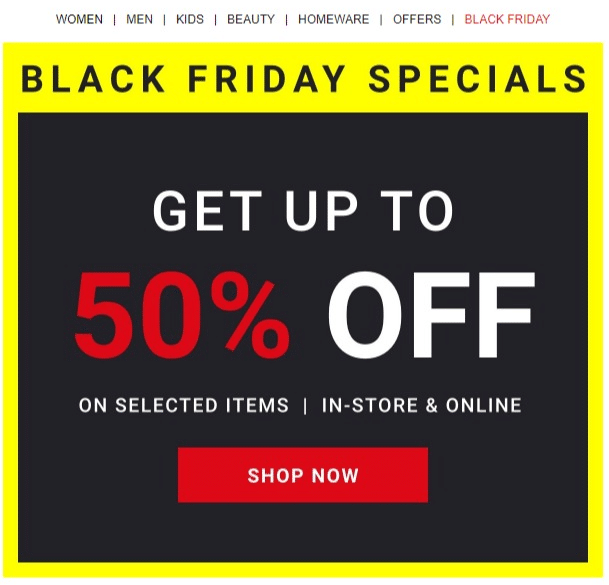 WOMEN | MEN | KIDS | BEAUTY | HOMEWARE | OFFERS | BLACK FRIDAY
BLACK FRIDAY SPECIALS
GET UP TO
50% OFF
ON SELECTED ITEMS | IN-STORE & ONLINE
SHOP NOW